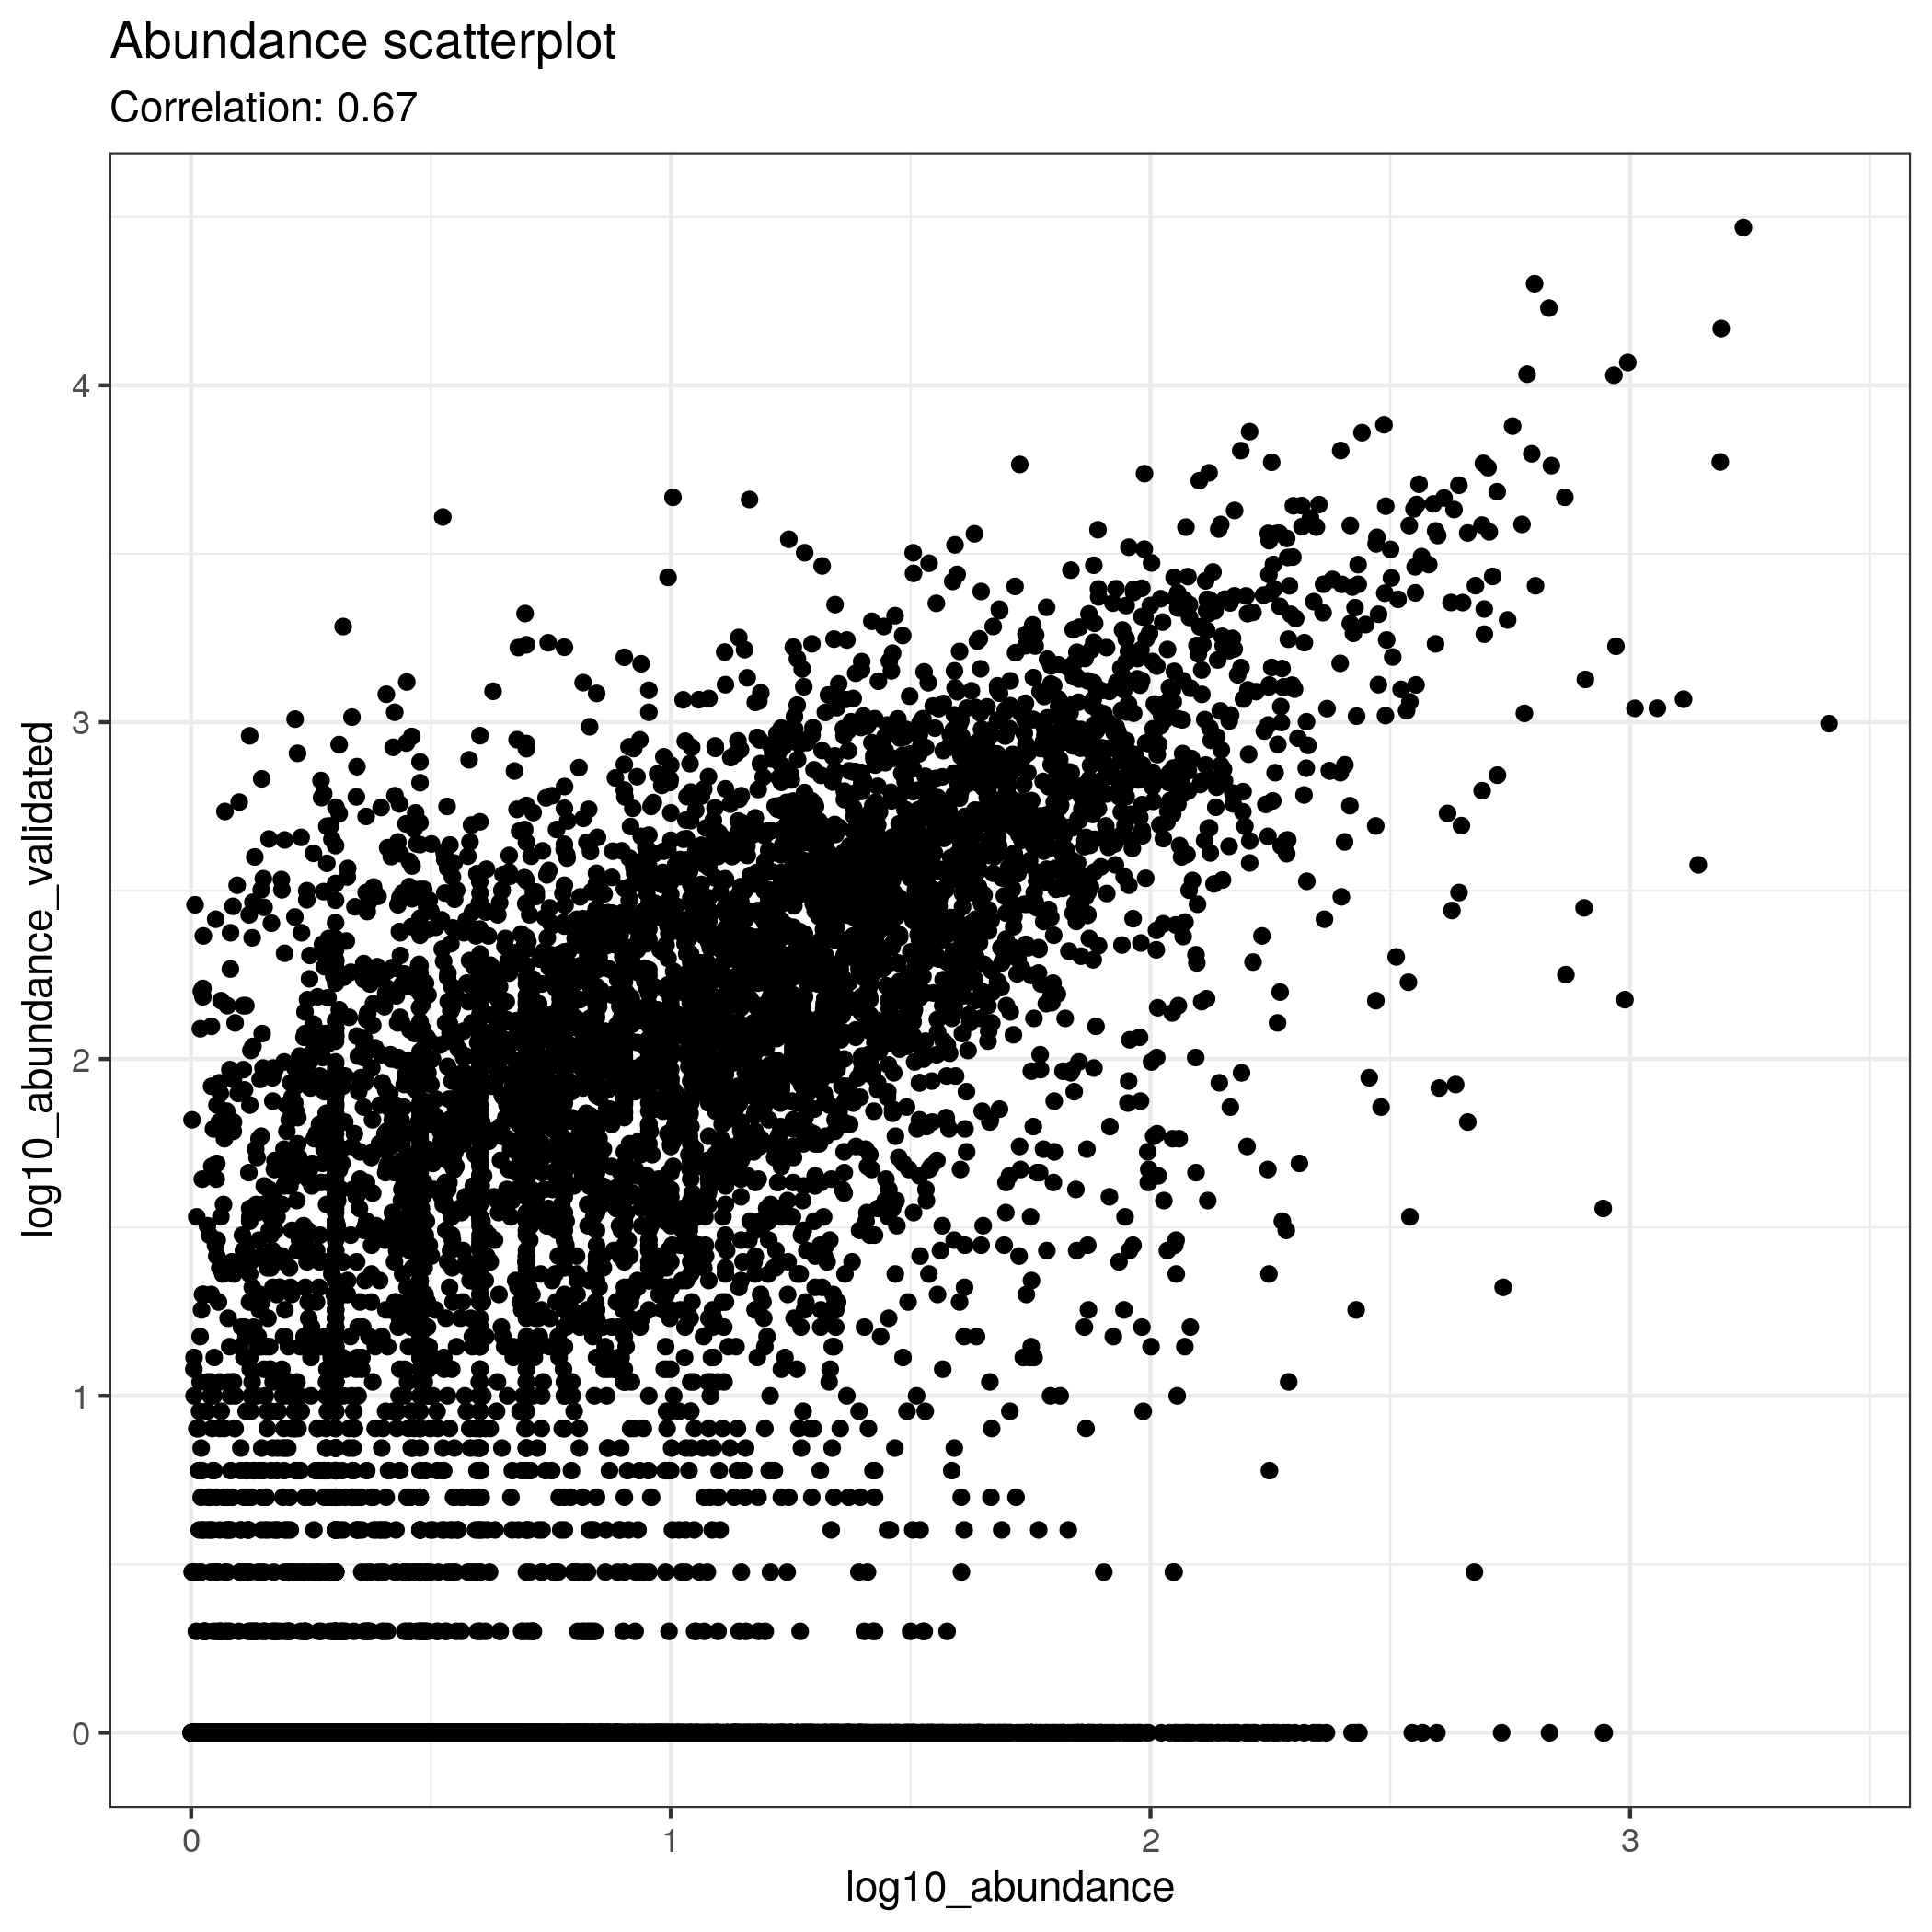 Abundance scatterplot
Correlation: 0.67
log10_abundance_validated
4
3
2
1
0
0 1 2 3
log10_abundance